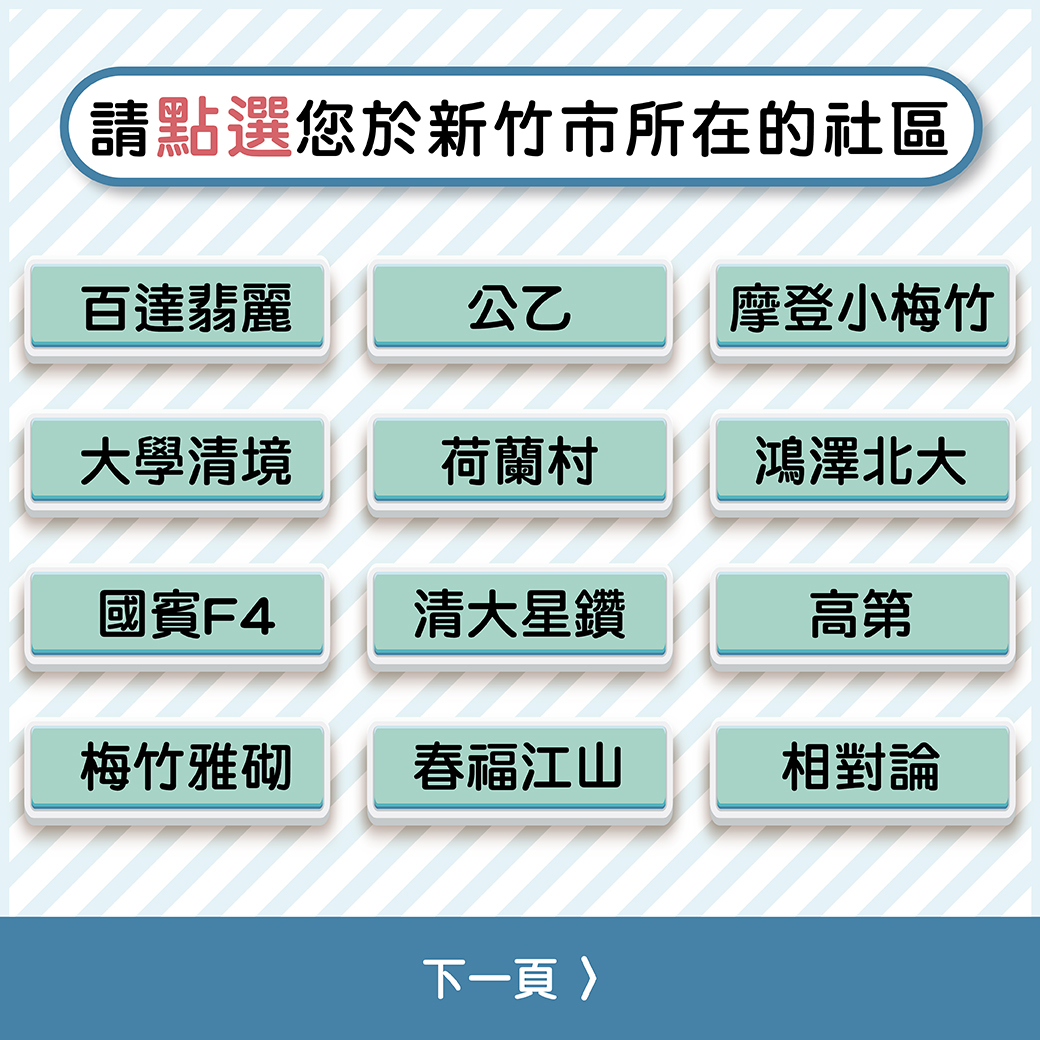 請點選您於新竹市所在的社區
百達翡麗
公乙
摩登小梅竹
大學清境
荷蘭村
鴻澤北大
國賓F4
清大星鑽
高第
梅竹雅砌
春福江山
相對論
下一頁 〉